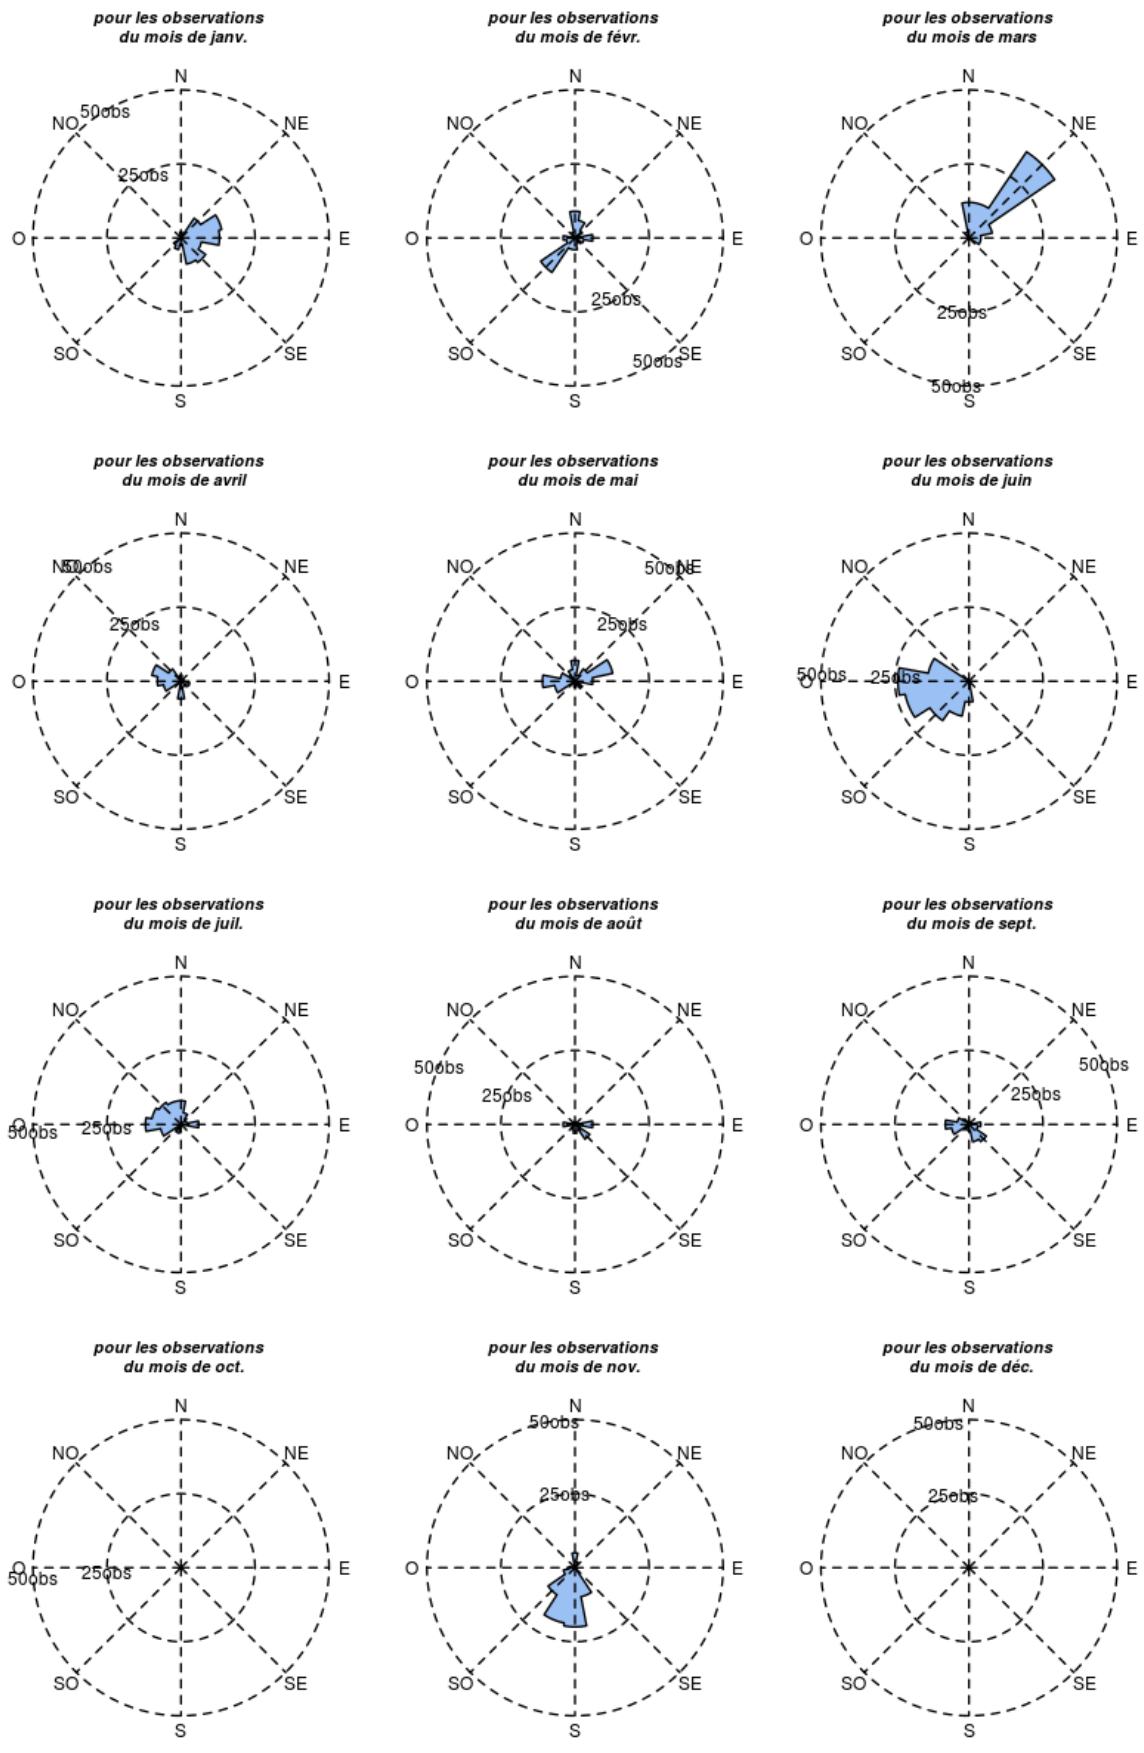 pour les observations
du mois de janv.
N
50obs
NO
NE
25obs
O
E
SO
SE
S
pour les observations
du mois de févr.
N
NO
NE
O
E
25obs
SO
50obs
SE
S
pour les observations
du mois de mars
N
NO
NE
O
E
25obs
SO
SE
50obs
S
pour les observations
du mois de avril
N
NO
50obs
NE
25obs
O
E
SO
SE
S
pour les observations
du mois de mai
N
NO
50obs
NE
25obs
O
E
SO
SE
S
pour les observations
du mois de juin
N
NO
NE
50obs
O
25obs
E
SO
SE
S
pour les observations
du mois de juil.
N
NO
NE
O
50obs
25obs
E
SO
SE
S
pour les observations
du mois de août
N
NO
NE
50obs
25obs
O
E
SO
SE
S
pour les observations
du mois de sept.
N
NO
NE
50obs
25obs
O
E
SO
SE
S
pour les observations
du mois de oct.
N
NO
NE
O
50obs
25obs
E
SO
SE
S
pour les observations
du mois de nov.
N
50obs
NO
NE
25obs
O
E
SO
SE
S
pour les observations
du mois de déc.
N
50obs
NO
NE
25obs
O
E
SO
SE
S